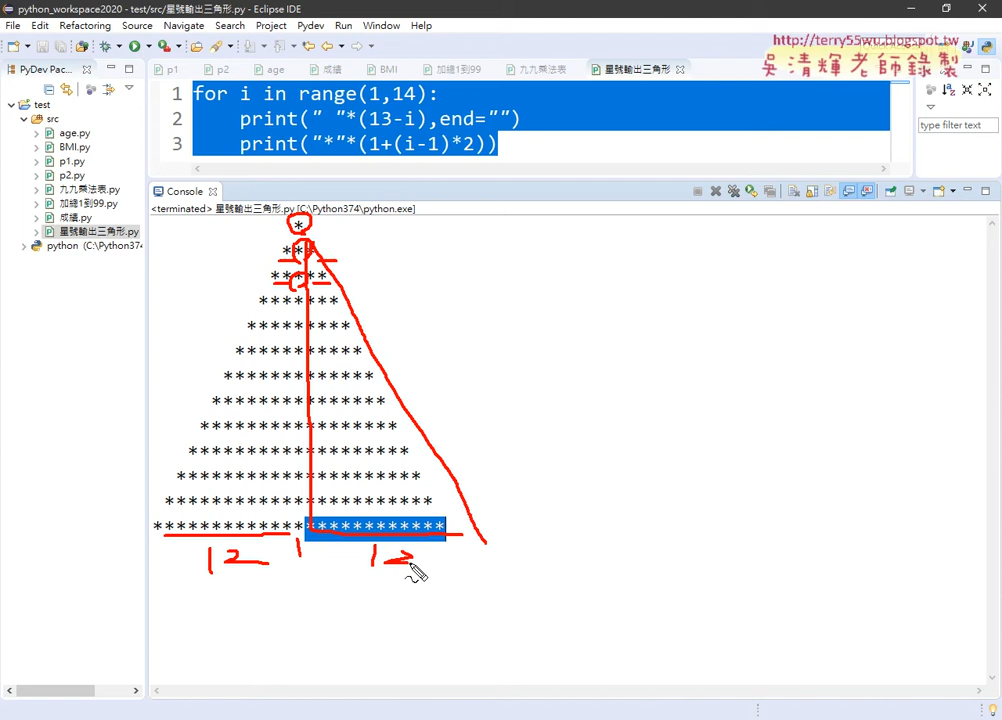 python_workspace2020 - test/src/星號輸出三角形.py - Eclipse IDE
File Edit Refactoring Source Navigate Search Project Pydev Run Window Help
http://terry55wu.blogspot.tw
吳清輝老師錄製
PyDev Pac...
p1 p2 age 成績 BMI 加總1到99 九九乘法表 星號輸出三角形
test
src
age.py
BMI.py
p1.py
p2.py
九九乘法表.py
加總1到99.py
成績.py
星號輸出三角形.py
python (C:\Python374
1 for i in range(1,14):
2 print(" "*(13-i),end="")
3 print("*"*(1+(i-1)*2))
type filter text
Console
<terminated> 星號輸出三角形.py [C:\Python374\python.exe]
*
***
*****
*******
*********
***********
*************
***************
*****************
*******************
*********************
***********************
*************************
12 1 12